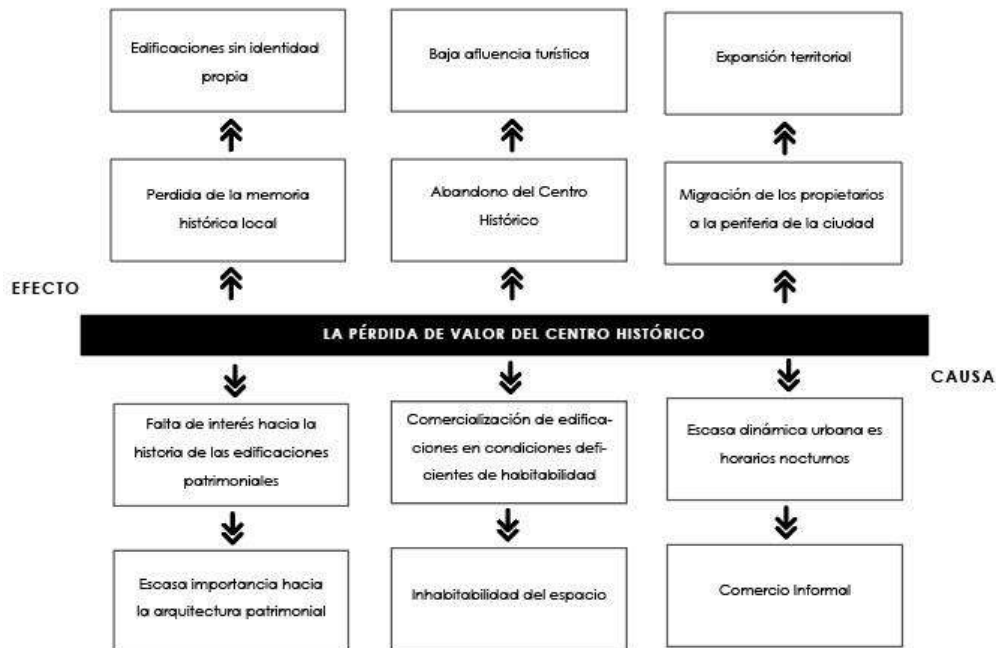 Edificaciones sin identidad
propia
Baja afluencia turística
Expansión territorial
Perdida de la memoria
histórica local
Abandono del Centro
Histórico
Migración de los propietarios
a la periferia de la ciudad
EFECTO
LA PÉRDIDA DE VALOR DEL CENTRO HISTÓRICO
CAUSA
Falta de interés hacia la
historia de las edificaciones
patrimoniales
Comercialización de edifica-
ciones en condiciones defi-
cientes de habitabilidad
Escasa dinámica urbana es
horarios nocturnos
Escasa importancia hacia
la arquitectura patrimonial
Inhabitabilidad del espacio
Comercio Informal